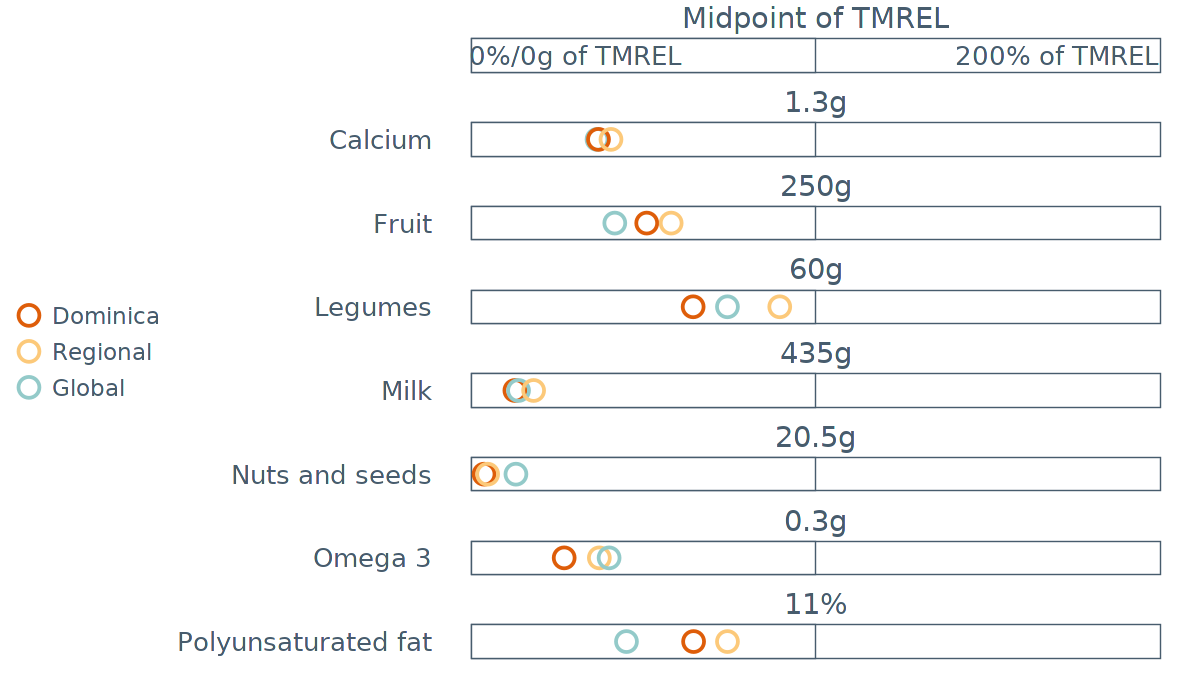 Midpoint of TMREL
0%/0g of TMREL
200% of TMREL
1.3g
Calcium
250g
Fruit
60g
Legumes
435g
Milk
20.5g
Nuts and seeds
0.3g
Omega 3
11%
Polyunsaturated fat
Dominica
Regional
Global